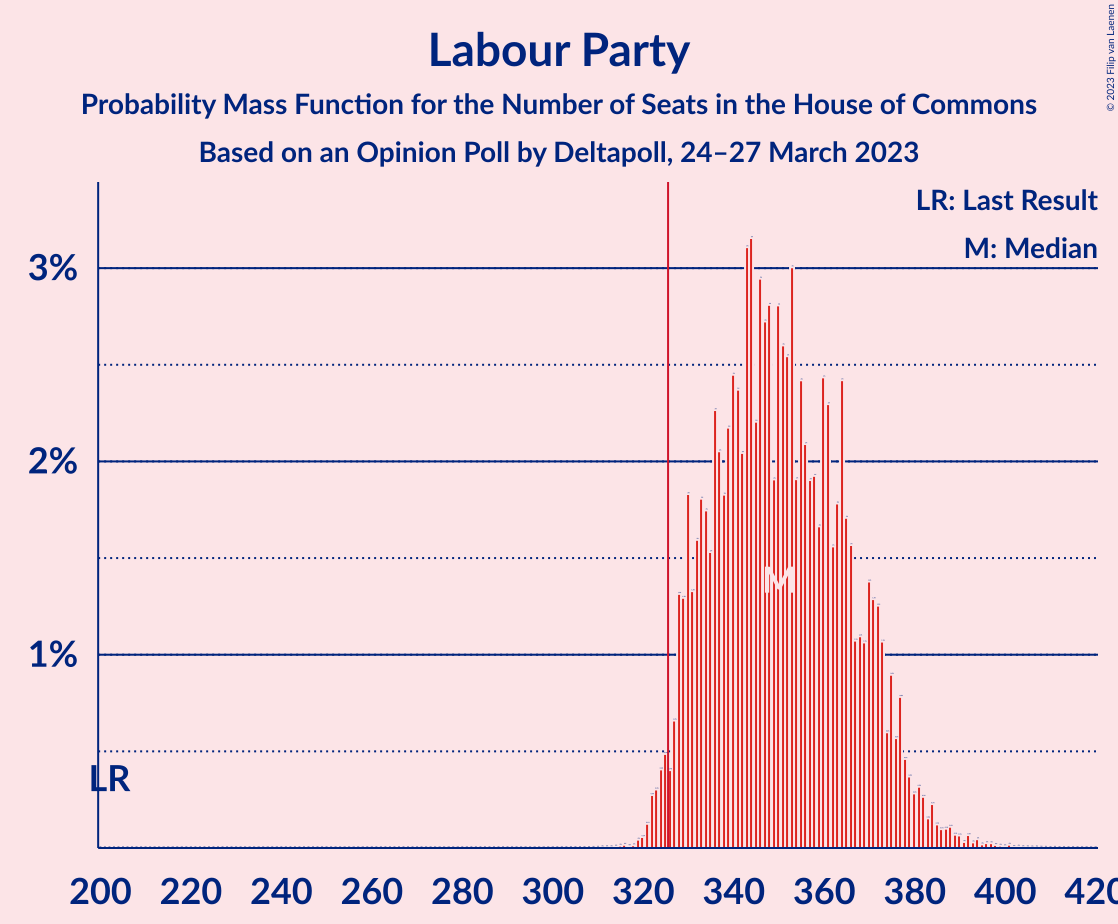 Labour Party
Probability Mass Function for the Number of Seats in the House of Commons
Based on an Opinion Poll by Deltapoll, 24–27 March 2023
© 2023 Filip van Laenen
LR: Last Result
M: Median
3%
2%
1%
M
LR
200 220 240 260 280 300 320 340 360 380 400 420